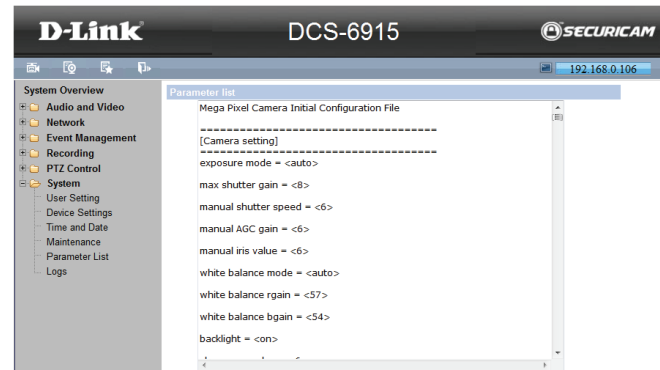 D-Link
DCS-6915
SECURICAM
192.168.0.106
System Overview
Audio and Video
Network
Event Management
Recording
PTZ Control
System
User Setting
Device Settings
Time and Date
Maintenance
Parameter List
Logs
Parameter list
Mega Pixel Camera Initial Configuration File
====================================
[Camera setting]
====================================
exposure mode = <auto>
max shutter gain = <8>
manual shutter speed = <6>
manual AGC gain = <6>
manual iris value = <6>
white balance mode = <auto>
white balance rgain = <57>
white balance bgain = <54>
backlight = <on>